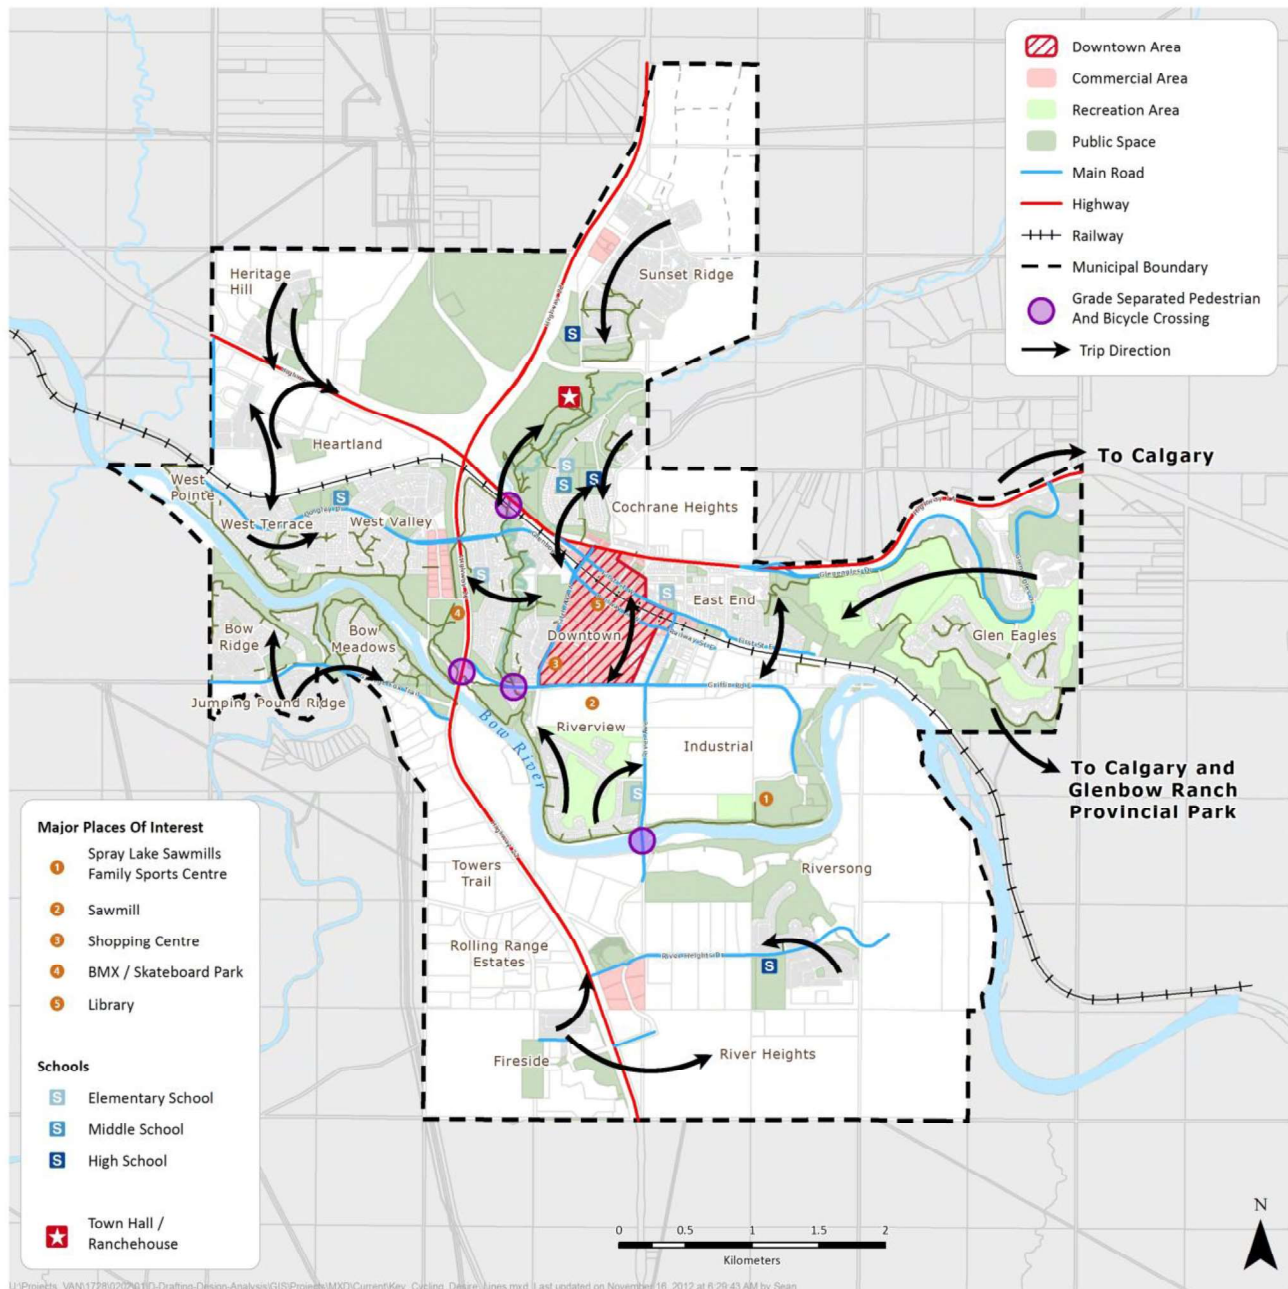 Downtown Area
Commercial Area
Recreation Area
Public Space
Main Road
Highway
Railway
Municipal Boundary
Grade Separated Pedestrian
And Bicycle Crossing
Trip Direction
Heritage
Hill
Sunset Ridge
Heartland
To Calgary
West
Pointe
West Terrace
West Valley
Cochrane Heights
East End
Glen Eagles
Bow
Ridge
Bow
Meadows
Downtown
Jumping Pound Ridge
Bow River
Riverview
Industrial
To Calgary and
Glenbow Ranch
Provincial Park
Towers
Trail
Riversong
Rolling Range
Estates
River Heights Dr
Fireside
River Heights
Major Places Of Interest
1 Spray Lake Sawmills
Family Sports Centre
2 Sawmill
3 Shopping Centre
4 BMX / Skateboard Park
5 Library
Schools
S Elementary School
S Middle School
S High School
Town Hall /
Ranchehouse
0 0.5 1 1.5 2
Kilometers
N